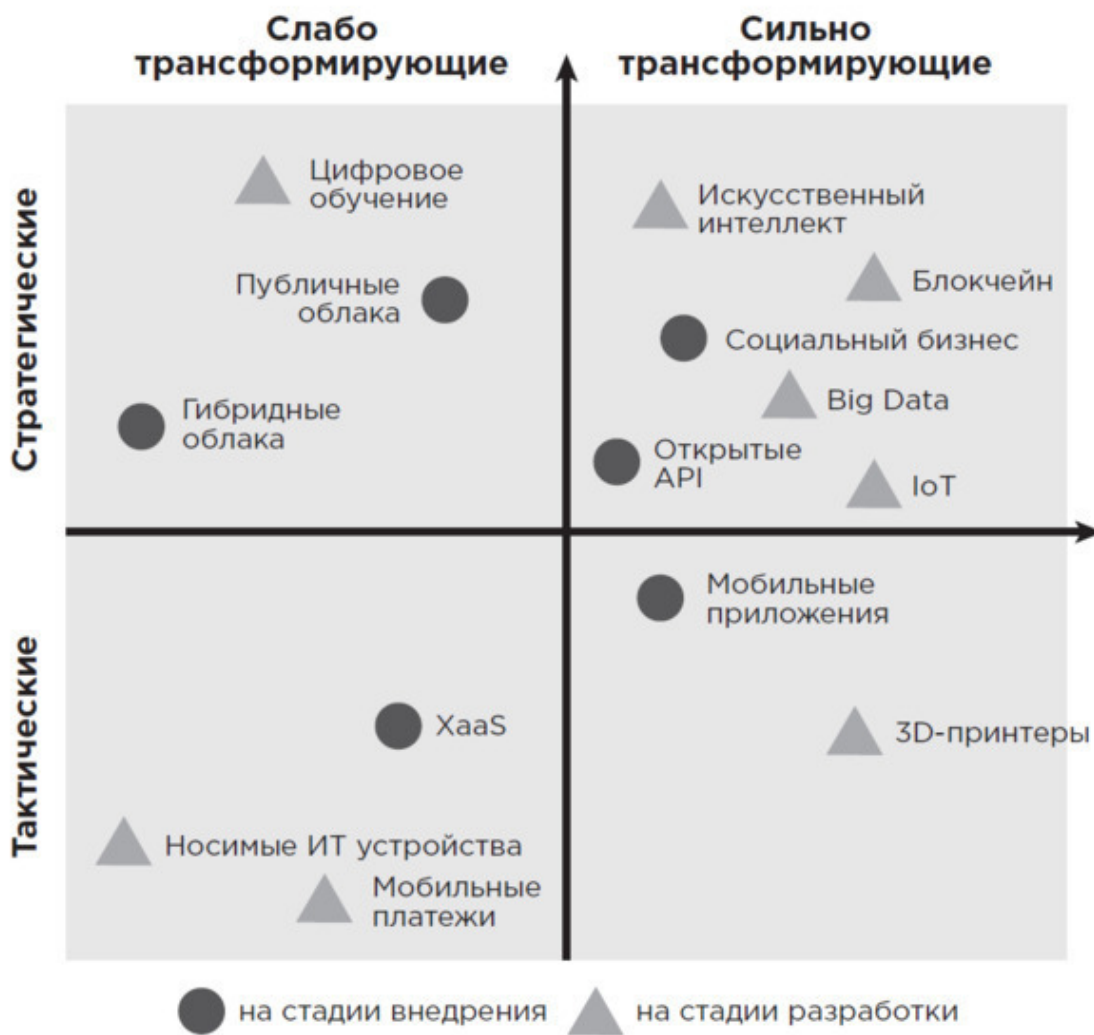 Слабо
трансформирующие
Сильно
трансформирующие
Стратегические
Цифровое
обучение
Публичные
облака
Гибридные
облака
Искусственный
интеллект
Блокчейн
Социальный бизнес
Big Data
Открытые
API
IoT
Тактические
XaaS
Носимые ИТ устройства
Мобильные
платежи
Мобильные
приложения
3D-принтеры
на стадии внедрения
на стадии разработки